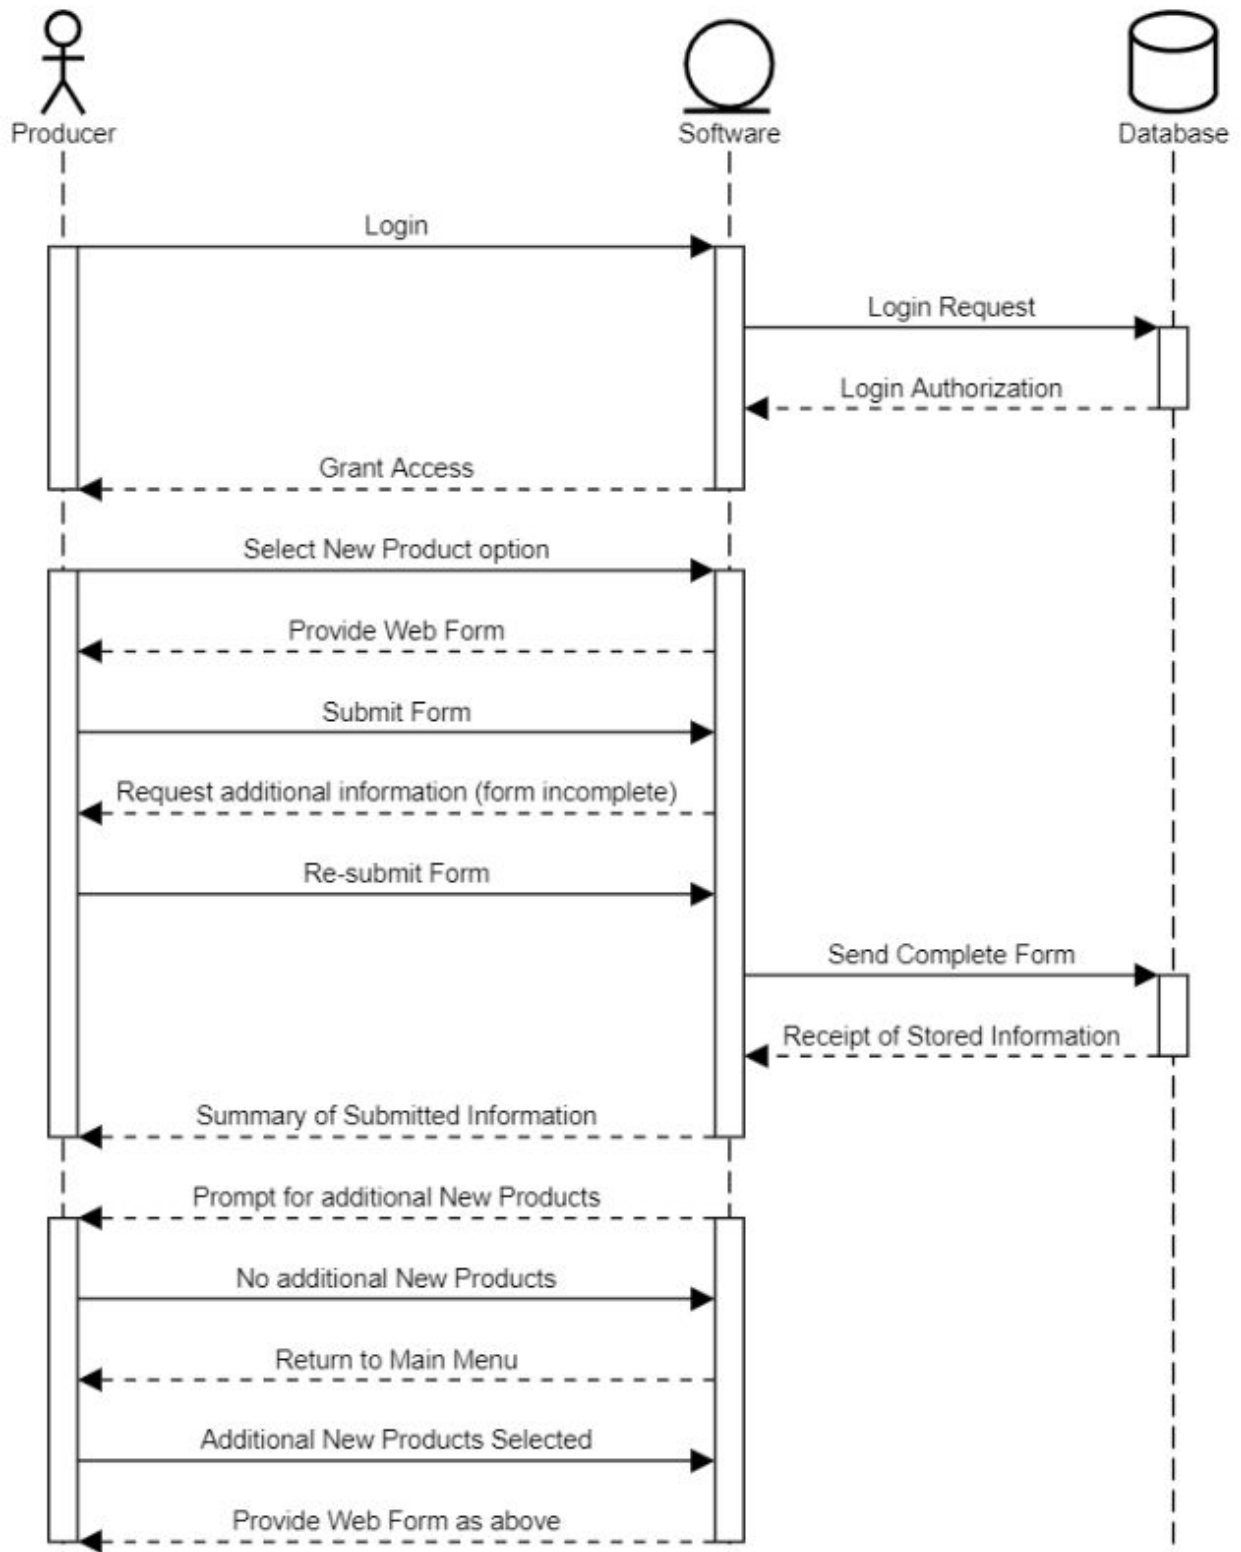 Producer
Software
Database
Login
Login Request
Login Authorization
Grant Access
Select New Product option
Provide Web Form
Submit Form
Request additional information (form incomplete)
Re-submit Form
Send Complete Form
Receipt of Stored Information
Summary of Submitted Information
Prompt for additional New Products
No additional New Products
Return to Main Menu
Additional New Products Selected
Provide Web Form as above